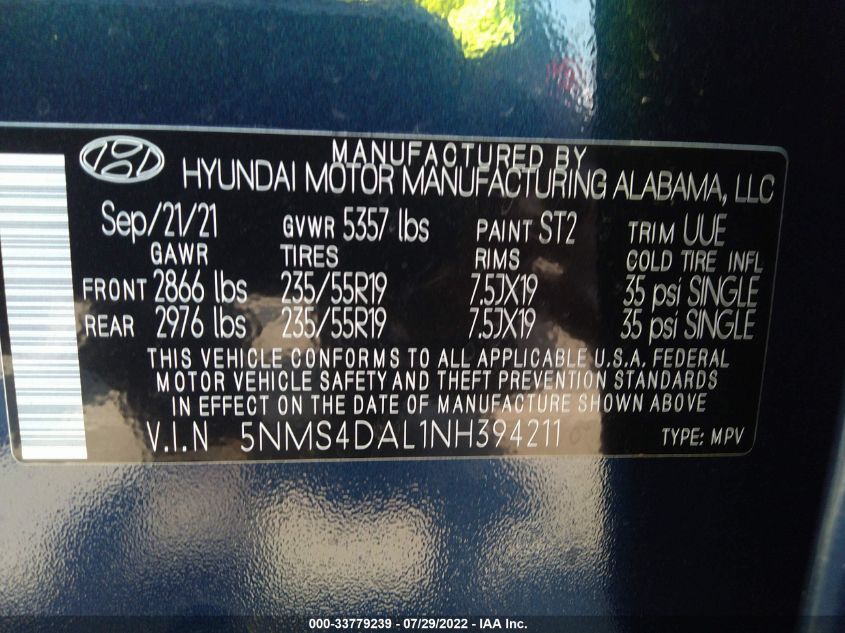 MANUFACTURED BY
HYUNDAI MOTOR MANUFACTURING ALABAMA, LLC
Sep/21/21 GVWR 5357 lbs PAINT ST2 TRIM UUE
GAWR TIRES RIMS COLD TIRE INFL
FRONT 2866 lbs 235/55R19 7.5JX19 35 psi SINGLE
REAR 2976 lbs 235/55R19 7.5JX19 35 psi SINGLE
THIS VEHICLE CONFORMS TO ALL APPLICABLE U.S.A. FEDERAL
MOTOR VEHICLE SAFETY AND THEFT PREVENTION STANDARDS
IN EFFECT ON THE DATE OF MANUFACTURE SHOWN ABOVE
V.I.N 5NMS4DAL1NH394211 TYPE: MPV
000-33779239 - 07/29/2022 - IAA Inc.